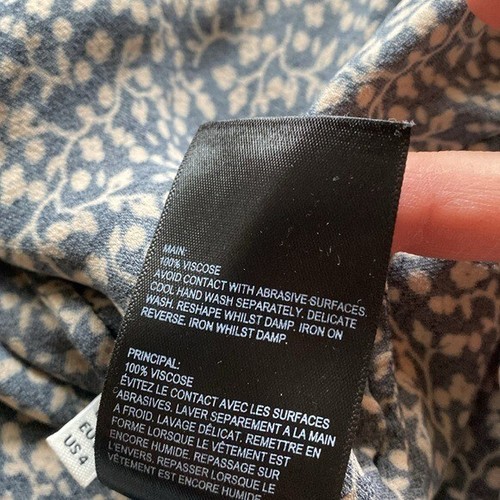 MAIN:
100% VISCOSE
AVOID CONTACT WITH ABRASIVE SURFACES.
COOL HAND WASH SEPARATELY. DELICATE
WASH. RESHAPE WHILST DAMP. IRON ON
REVERSE. IRON WHILST DAMP.
PRINCIPAL:
100% VISCOSE
ÉVITEZ LE CONTACT AVEC LES SURFACES
ABRASIVES. LAVER SEPAREMENT A LA MAIN
A FROID, LAVAGE DÉLICAT. REMETTRE EN
FORME LORSQUE LE VÊTEMENT EST
ENCORE HUMIDE. REPASSAGE SUR
L'ENVERS. REPASSER LORSQUE LE
VÊTEMENT EST ENCORE HUMIDE.
EU
US 4